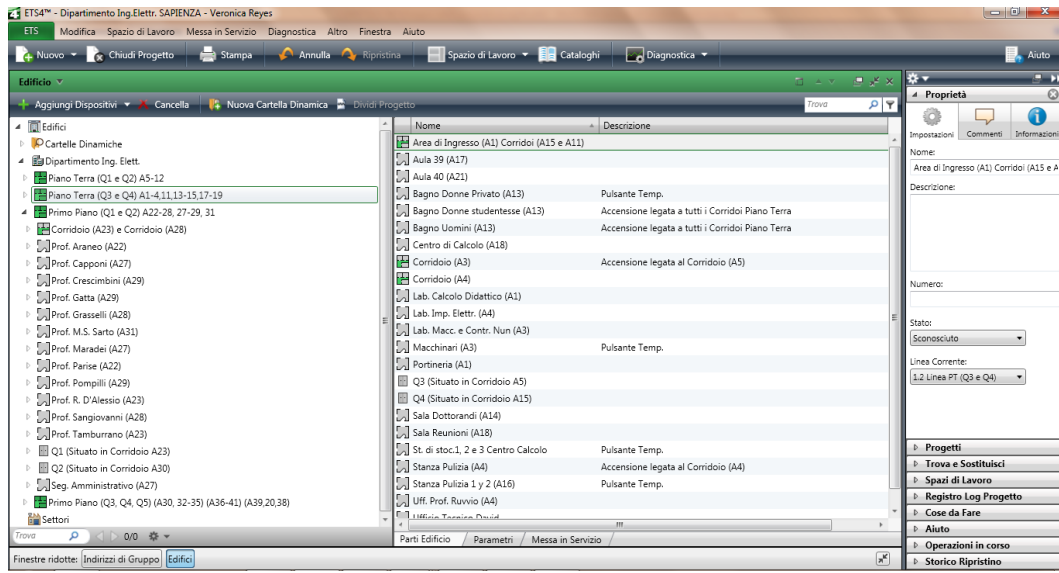 ETS4™ - Dipartimento Ing.Elettr. SAPIENZA - Veronica Reyes
ETS Modifica Spazio di Lavoro Messa in Servizio Diagnostica Altro Finestra Aiuto
Nuovo Chiudi Progetto Stampa Annulla Ripristina Spazio di Lavoro Cataloghi Diagnostica Aiuto
Edificio
Aggiungi Dispositivi Cancella Nuova Cartella Dinamica Dividi Progetto Trova
Edifici
Cartelle Dinamiche
Dipartimento Ing. Elett.
Piano Terra (Q1 e Q2) A5-12
Piano Terra (Q3 e Q4) A1-4,11,13-15,17-19
Primo Piano (Q1 e Q2) A22-28, 27-29, 31
Corridoio (A23) e Corridoio (A28)
Prof. Araneo (A22)
Prof. Capponi (A27)
Prof. Crescimbini (A29)
Prof. Gatta (A29)
Prof. Grasselli (A28)
Prof. M.S. Sarto (A31)
Prof. Maradei (A27)
Prof. Parise (A22)
Prof. Pompilli (A29)
Prof. R. D'Alessio (A23)
Prof. Sangiovanni (A28)
Prof. Tamburrano (A23)
Q1 (Situato in Corridoio A23)
Q2 (Situato in Corridoio A30)
Seg. Amministrativo (A27)
Primo Piano (Q3, Q4, Q5) (A30, 32-35) (A36-41) (A39,20,38)
Settori
Trova 0/0
Nome Descrizione
Area di Ingresso (A1) Corridoi (A15 e A11)
Aula 39 (A17)
Aula 40 (A21)
Bagno Donne Privato (A13) Pulsante Temp.
Bagno Donne studentesse (A13) Accensione legata a tutti i Corridoi Piano Terra
Bagno Uomini (A13) Accensione legata a tutti i Corridoi Piano Terra
Centro di Calcolo (A18)
Corridoio (A3) Accensione legata al Corridoio (A5)
Corridoio (A4)
Lab. Calcolo Didattico (A1)
Lab. Imp. Elettr. (A4)
Lab. Macc. e Contr. Nun (A3)
Macchinari (A3) Pulsante Temp.
Portineria (A1)
Q3 (Situato in Corridoio A5)
Q4 (Situato in Corridoio A15)
Sala Dottorandi (A14)
Sala Reunioni (A18)
St. di stoc.1, 2 e 3 Centro Calcolo Pulsante Temp.
Stanza Pulizia (A4) Accensione legata al Corridoio (A4)
Stanza Pulizia 1 y 2 (A16) Pulsante Temp.
Uff. Prof. Ruvvio (A4)
Ufficio Tecnico David
Parti Edificio Parametri Messa in Servizio
Proprietà
Impostazioni Commenti Informazioni
Nome:
Area di Ingresso (A1) Corridoi (A15 e A
Descrizione:
Numero:
Stato:
Sconosciuto
Linea Corrente:
1.2 Linea PT (Q3 e Q4)
Progetti
Trova e Sostituisci
Spazi di Lavoro
Registro Log Progetto
Cose da Fare
Aiuto
Operazioni in corso
Storico Ripristino
Finestre ridotte: Indirizzi di Gruppo Edifici